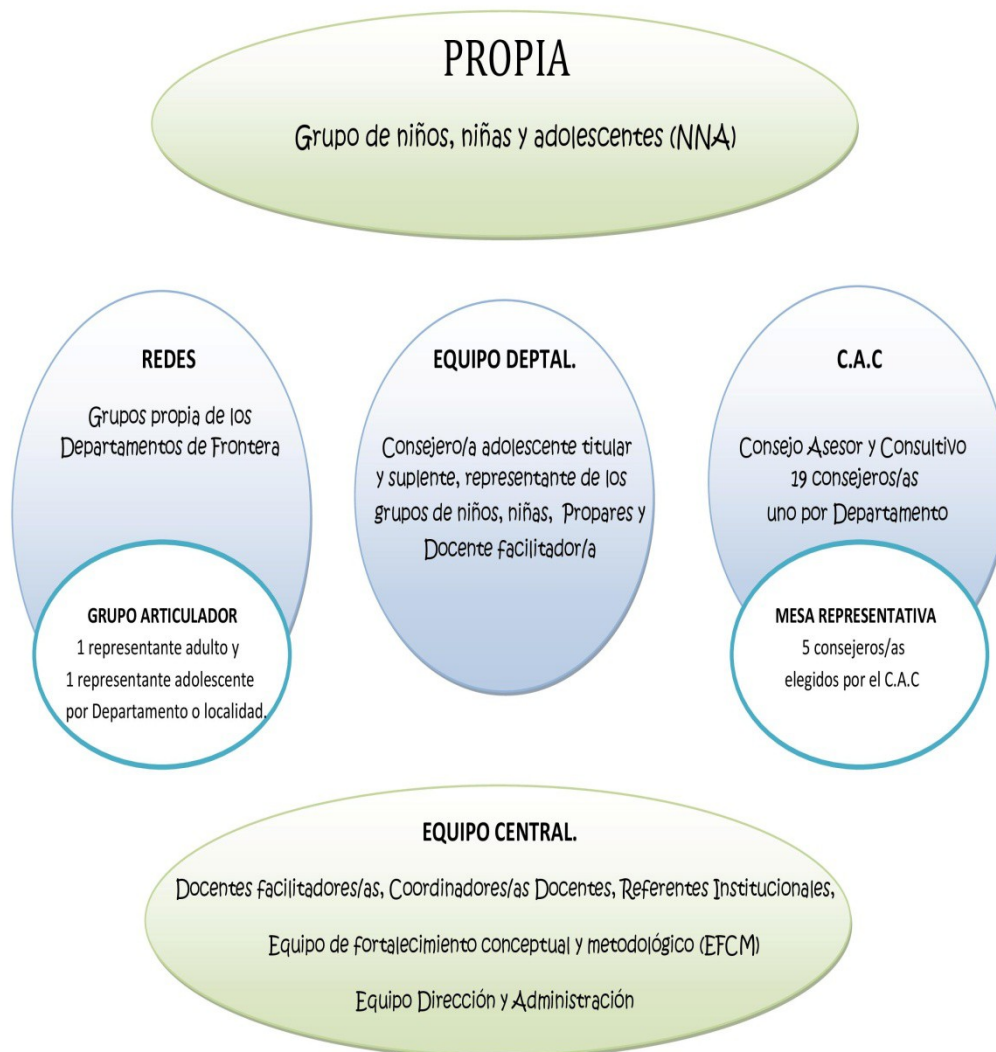 PROPIA
Grupo de niños, niñas y adolescentes (NNA)
REDES
Grupos propia de los
Departamentos de Frontera
GRUPO ARTICULADOR
1 representante adulto y
1 representante adolescente
por Departamento o localidad.
EQUIPO DEPTAL.
Consejero/a adolescente titular
y suplente, representante de los
grupos de niños, niñas, Propares y
Docente facilitador/a
C.A.C
Consejo Asesor y Consultivo
19 consejeros/as
uno por Departamento
MESA REPRESENTATIVA
5 consejeros/as
elegidos por el C.A.C
EQUIPO CENTRAL.
Docentes facilitadores/as, Coordinadores/as Docentes, Referentes Institucionales,
Equipo de fortalecimiento conceptual y metodológico (EFCM)
Equipo Dirección y Administración